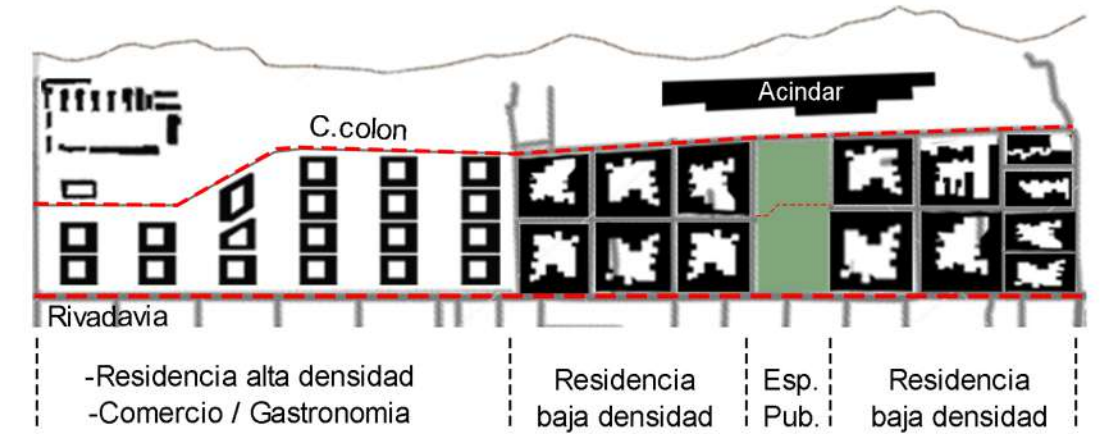 Acindar
C.colon
Rivadavia
-Residencia alta densidad
-Comercio / Gastronomia
Residencia
baja densidad
Esp.
Pub.
Residencia
baja densidad